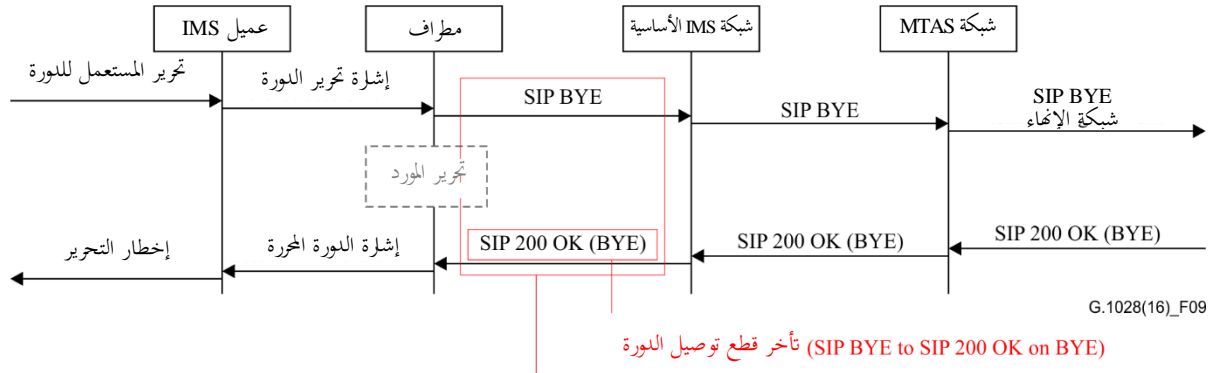 عميل IMS
مطراف
شبكة IMS الأساسية
شبكة MTAS
تحرير المستعمل للدورة
إشارة تحرير الدورة
SIP BYE
SIP BYE
SIP BYE
شبكة الإنهاء
تحرير المورد
إخطار التحرير
إشارة الدورة المحررة
SIP 200 OK (BYE)
SIP 200 OK (BYE)
SIP 200 OK (BYE)
G.1028(16)_F09
تأخر قطع توصيل الدورة (SIP BYE to SIP 200 OK on BYE)